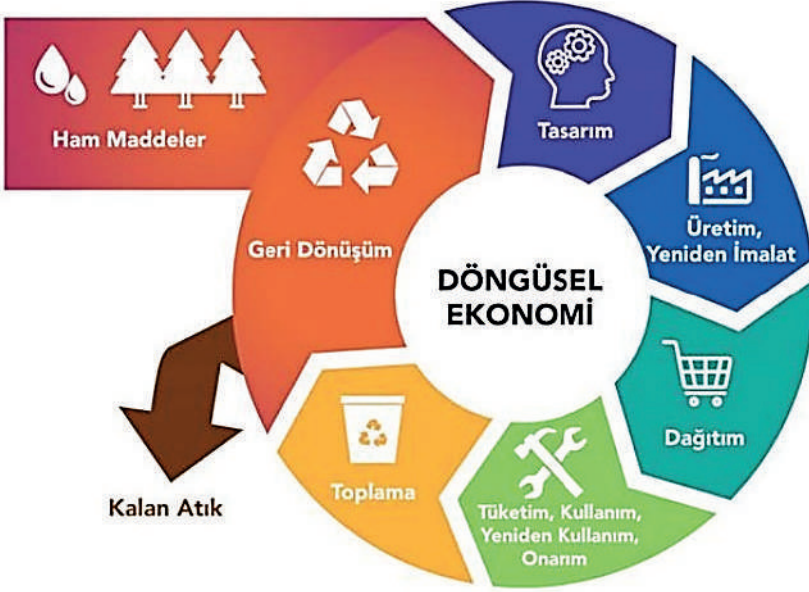 Ham Maddeler
Tasarım
Üretim,
Yeniden İmalat
Geri Dönüşüm
DÖNGÜSEL
EKONOMİ
Dağıtım
Tüketim, Kullanım,
Yeniden Kullanım,
Onarım
Toplama
Kalan Atık